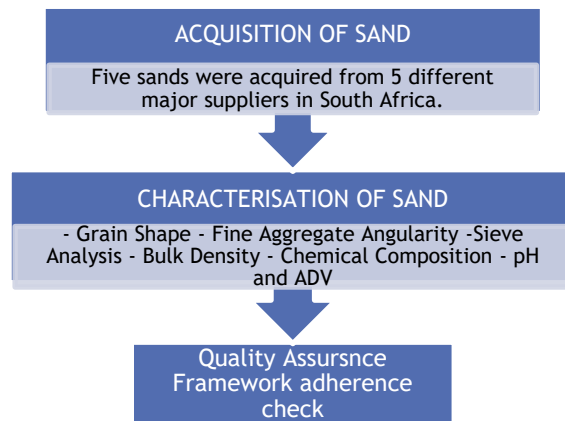 ACQUISITION OF SAND
Five sands were acquired from 5 different
major suppliers in South Africa.
CHARACTERISATION OF SAND
- Grain Shape - Fine Aggregate Angularity -Sieve
Analysis - Bulk Density - Chemical Composition - pH
and ADV
Quality Assursnce
Framework adherence
check